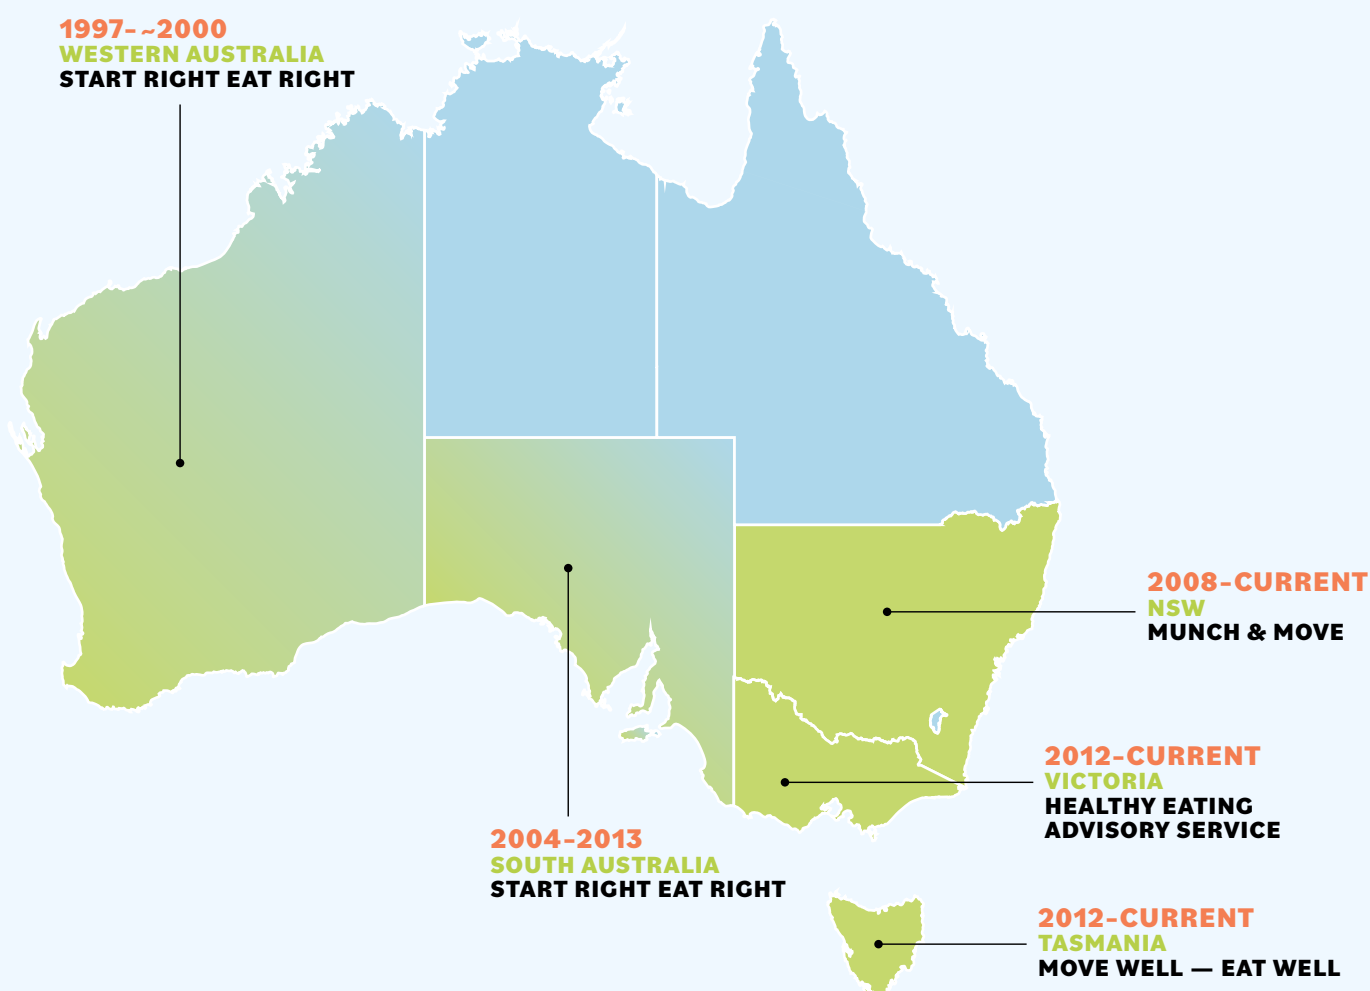 1997-~2000
WESTERN AUSTRALIA
START RIGHT EAT RIGHT
2008-CURRENT
NSW
MUNCH & MOVE
2012-CURRENT
VICTORIA
HEALTHY EATING
ADVISORY SERVICE
2004-2013
SOUTH AUSTRALIA
START RIGHT EAT RIGHT
2012-CURRENT
TASMANIA
MOVE WELL — EAT WELL